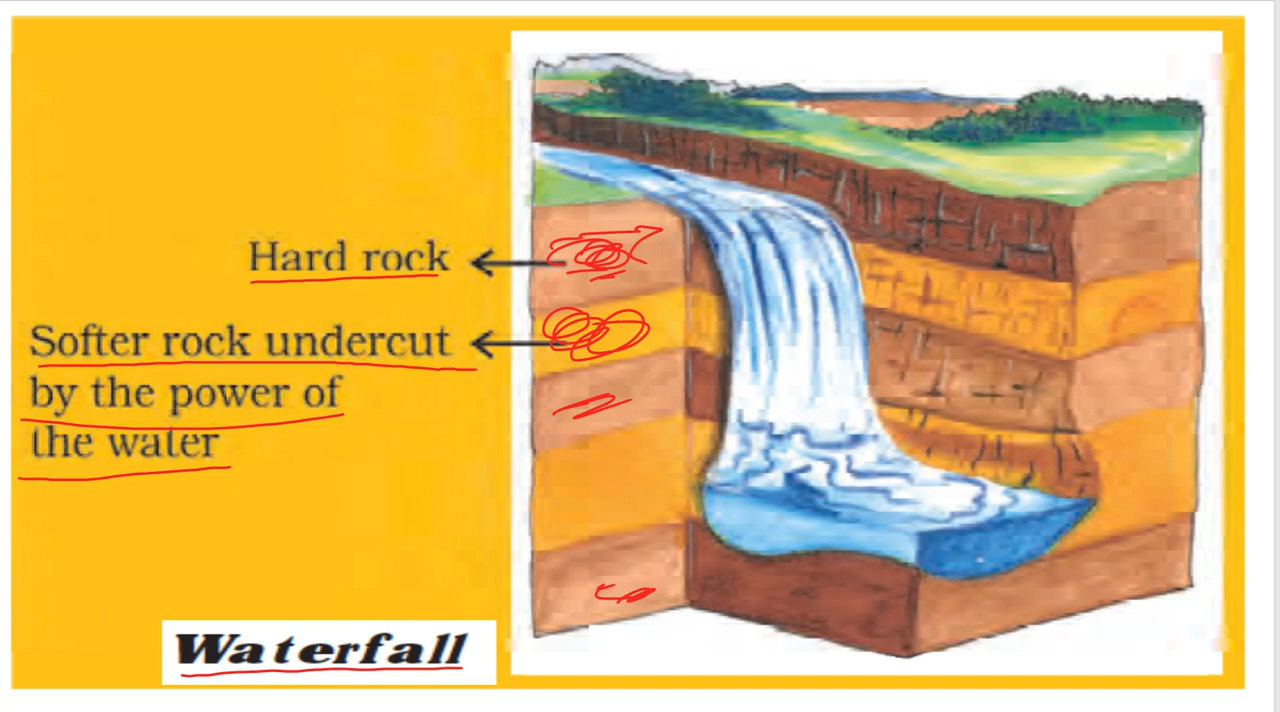 Hard rock
Softer rock undercut
by the power of
the water
Waterfall